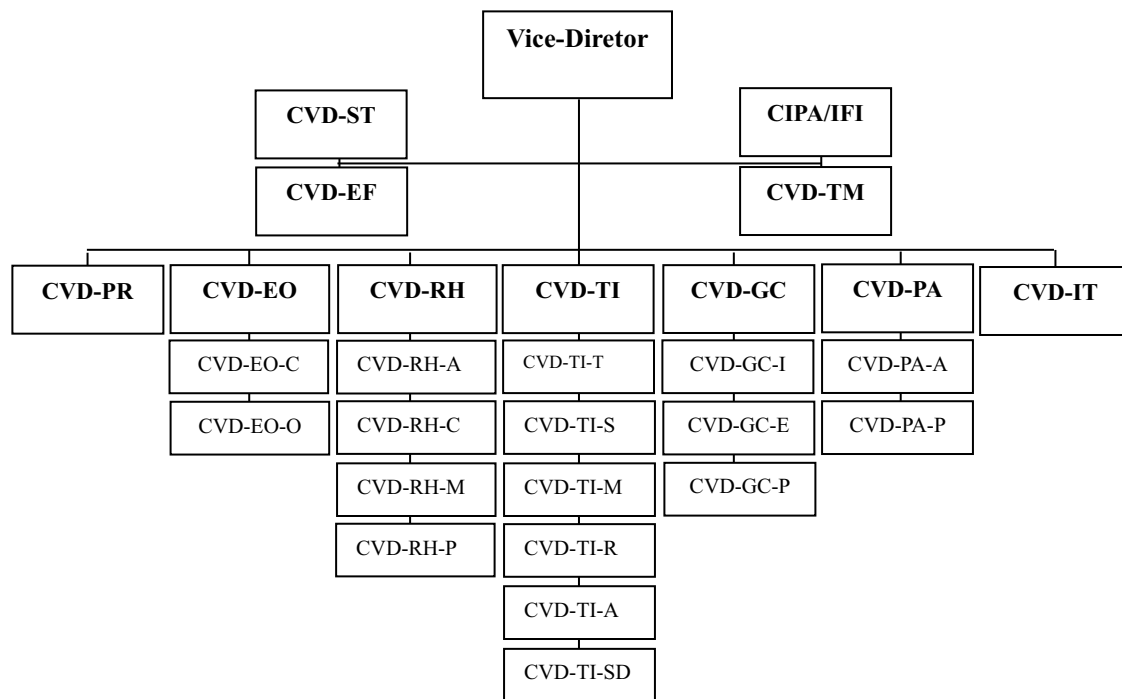 Vice-Diretor
CVD-ST
CIPA/IFI
CVD-EF
CVD-TM
CVD-PR
CVD-EO
CVD-RH
CVD-TI
CVD-GC
CVD-PA
CVD-IT
CVD-EO-C
CVD-RH-A
CVD-TI-T
CVD-GC-I
CVD-PA-A
CVD-EO-O
CVD-RH-C
CVD-TI-S
CVD-GC-E
CVD-PA-P
CVD-RH-M
CVD-TI-M
CVD-GC-P
CVD-RH-P
CVD-TI-R
CVD-TI-A
CVD-TI-SD